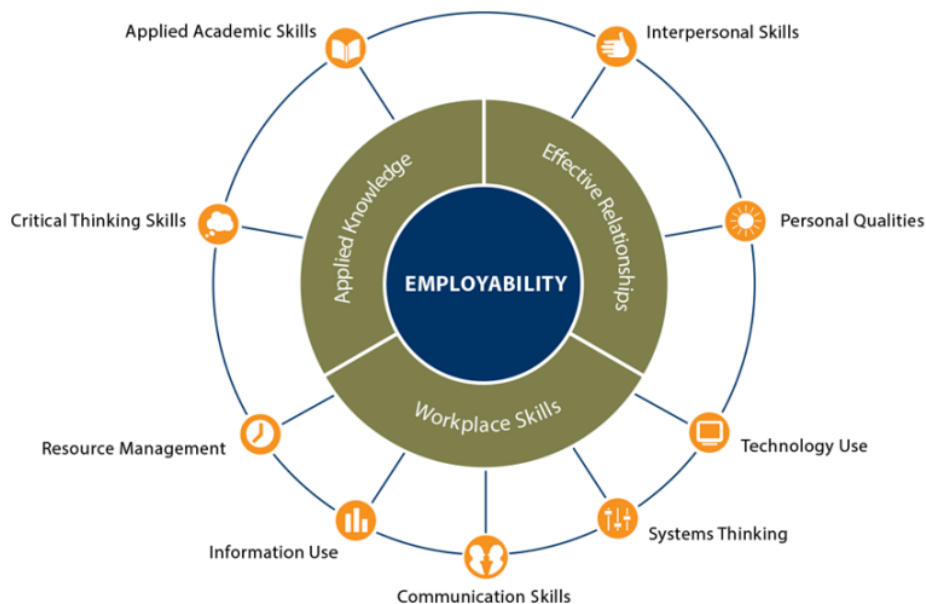 Applied Academic Skills
Interpersonal Skills
Applied Knowledge
Effective Relationships
Critical Thinking Skills
Personal Qualities
EMPLOYABILITY
Workplace Skills
Resource Management
Technology Use
Information Use
Systems Thinking
Communication Skills